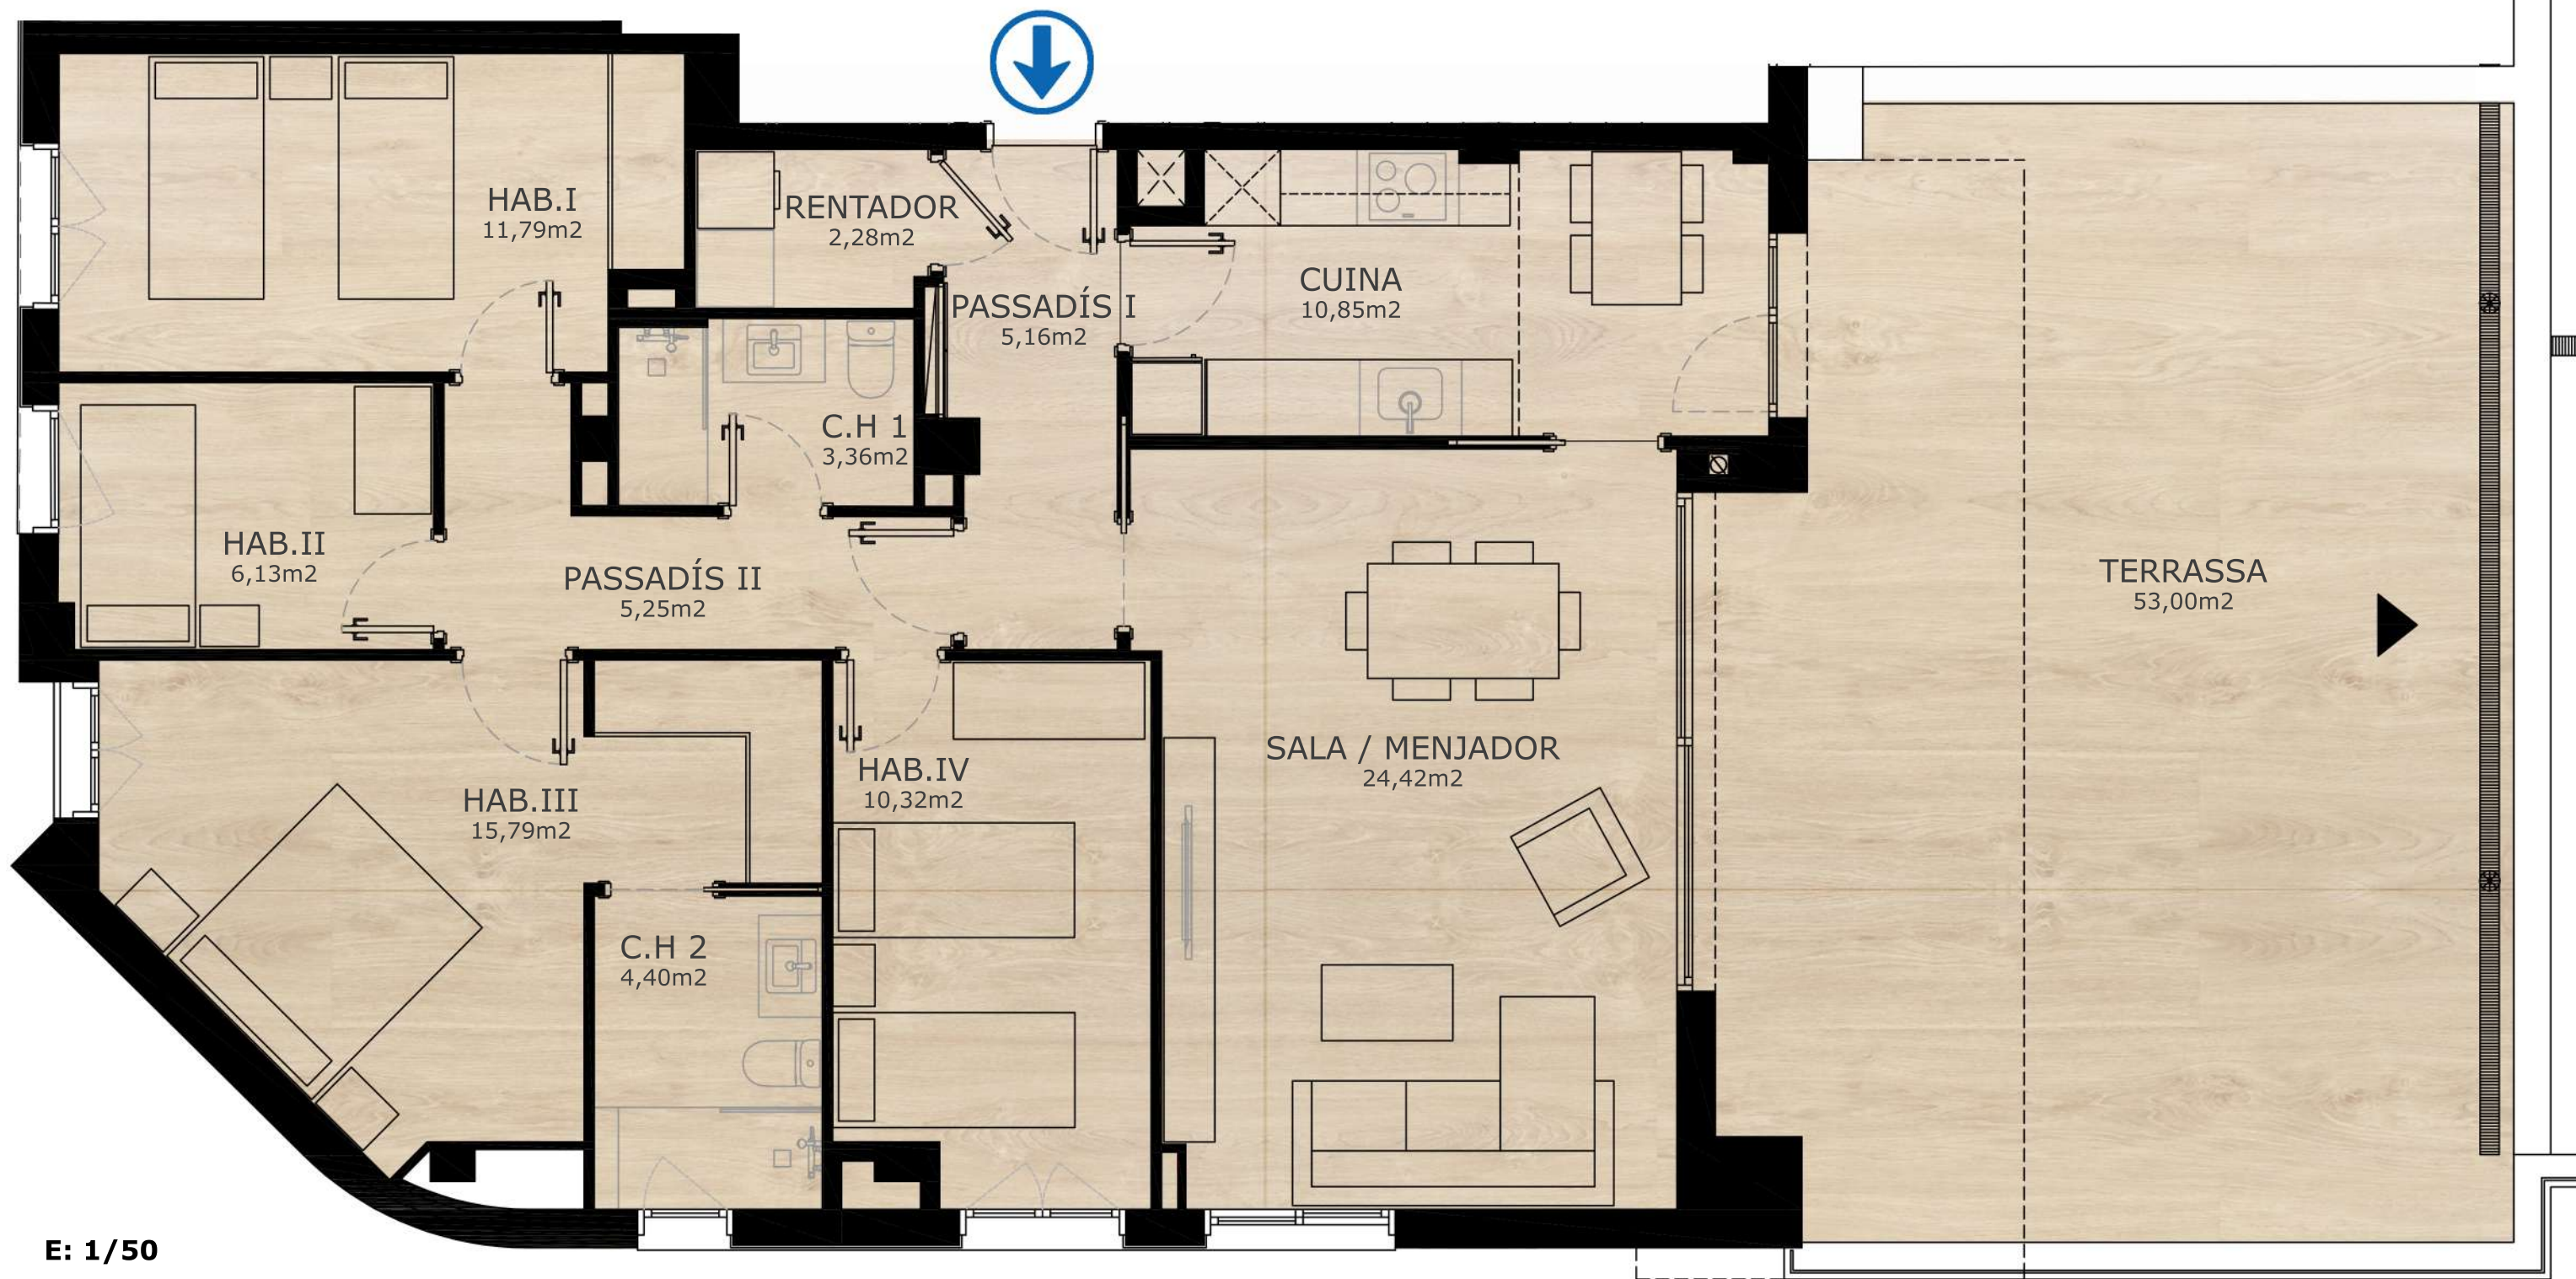 HAB.I
11,79m2
RENTADOR
2,28m2
PASSADÍS I
5,16m2
CUINA
10,85m2
C.H 1
3,36m2
HAB.II
6,13m2
PASSADÍS II
5,25m2
TERRASSA
53,00m2
SALA / MENJADOR
24,42m2
HAB.III
15,79m2
HAB.IV
10,32m2
C.H 2
4,40m2
E: 1/50